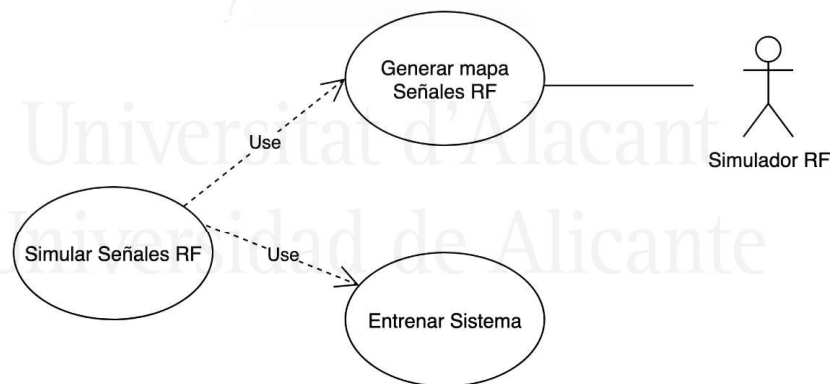 Generar mapa
Señales RF
Use
Universitat d'Alacant
Simulador RF
Simular Señales RF
Universidad de Alicante
Use
Entrenar Sistema